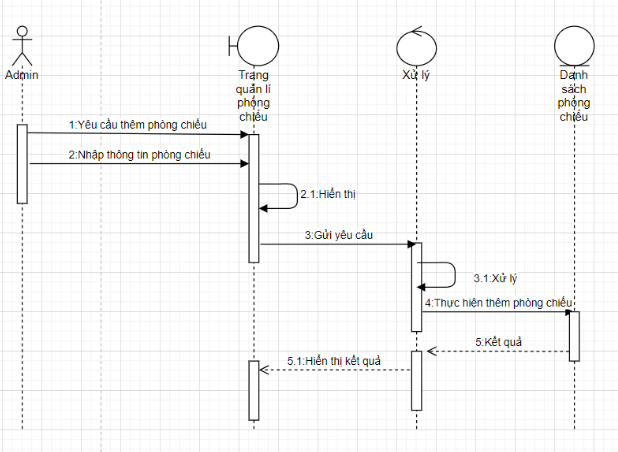 Admin
Trang
quản lí
phòng
chiếu
Xử lý
Danh
sách
phòng
chiếu
1:Yêu cầu thêm phòng chiếu
2:Nhập thông tin phòng chiếu
2.1:Hiển thị
3:Gửi yêu cầu
3.1:Xử lý
4:Thực hiên thêm phòng chiếu
5:Kết quả
5.1:Hiển thị kết quả